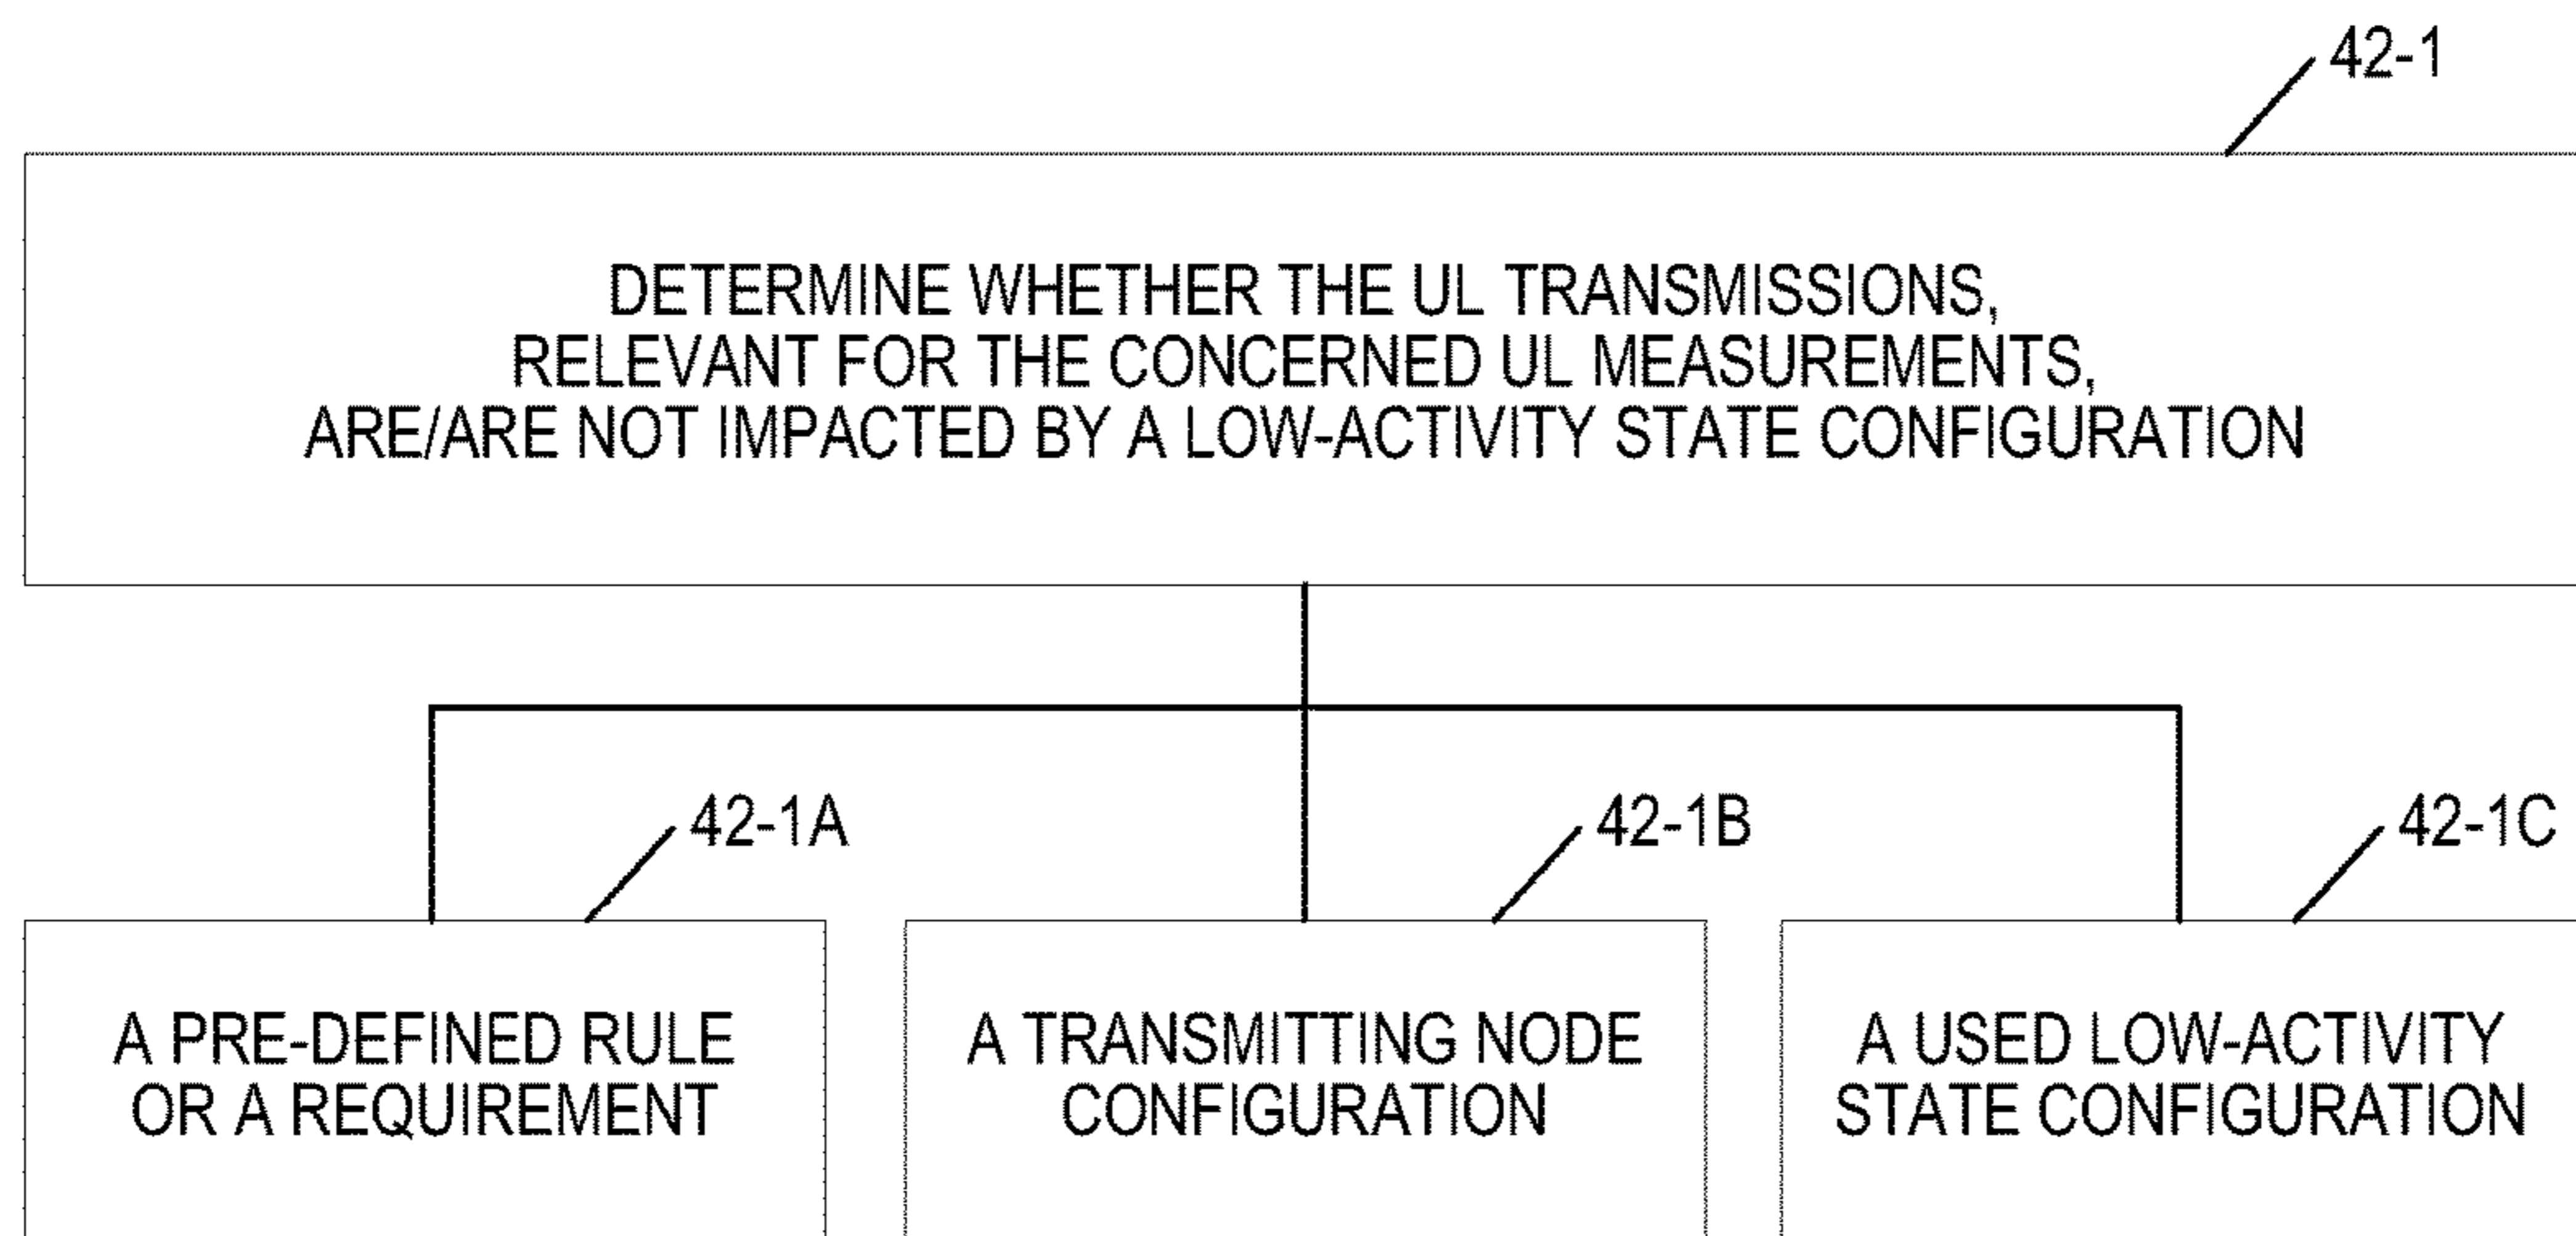 42-1
DETERMINE WHETHER THE UL TRANSMISSIONS,
RELEVANT FOR THE CONCERNED UL MEASUREMENTS,
ARE/ARE NOT IMPACTED BY A LOW-ACTIVITY STATE CONFIGURATION
42-1A
42-1B
42-1C
A PRE-DEFINED RULE
OR A REQUIREMENT
A TRANSMITTING NODE
CONFIGURATION
A USED LOW-ACTIVITY
STATE CONFIGURATION